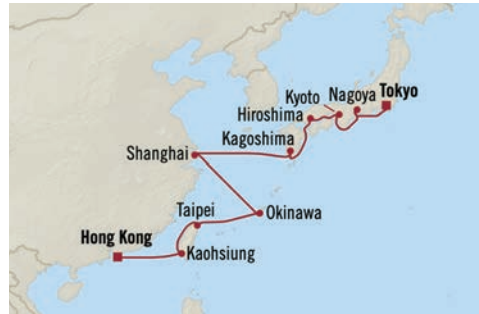 Kyoto
Nagoya
Tokyo
Hiroshima
Kagoshima
Shanghai
Taipei
Okinawa
Hong Kong
Kaohsiung